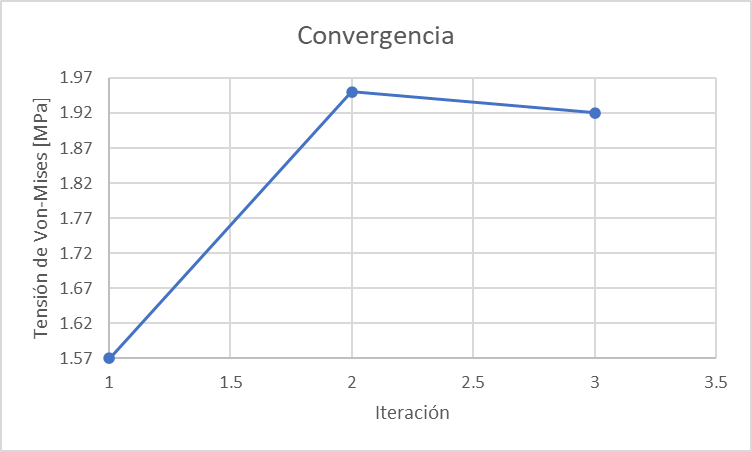 Convergencia
Tensión de Von-Mises [MPa]
1.97
1.92
1.87
1.82
1.77
1.72
1.67
1.62
1.57
1 1.5 2 2.5 3 3.5
Iteración